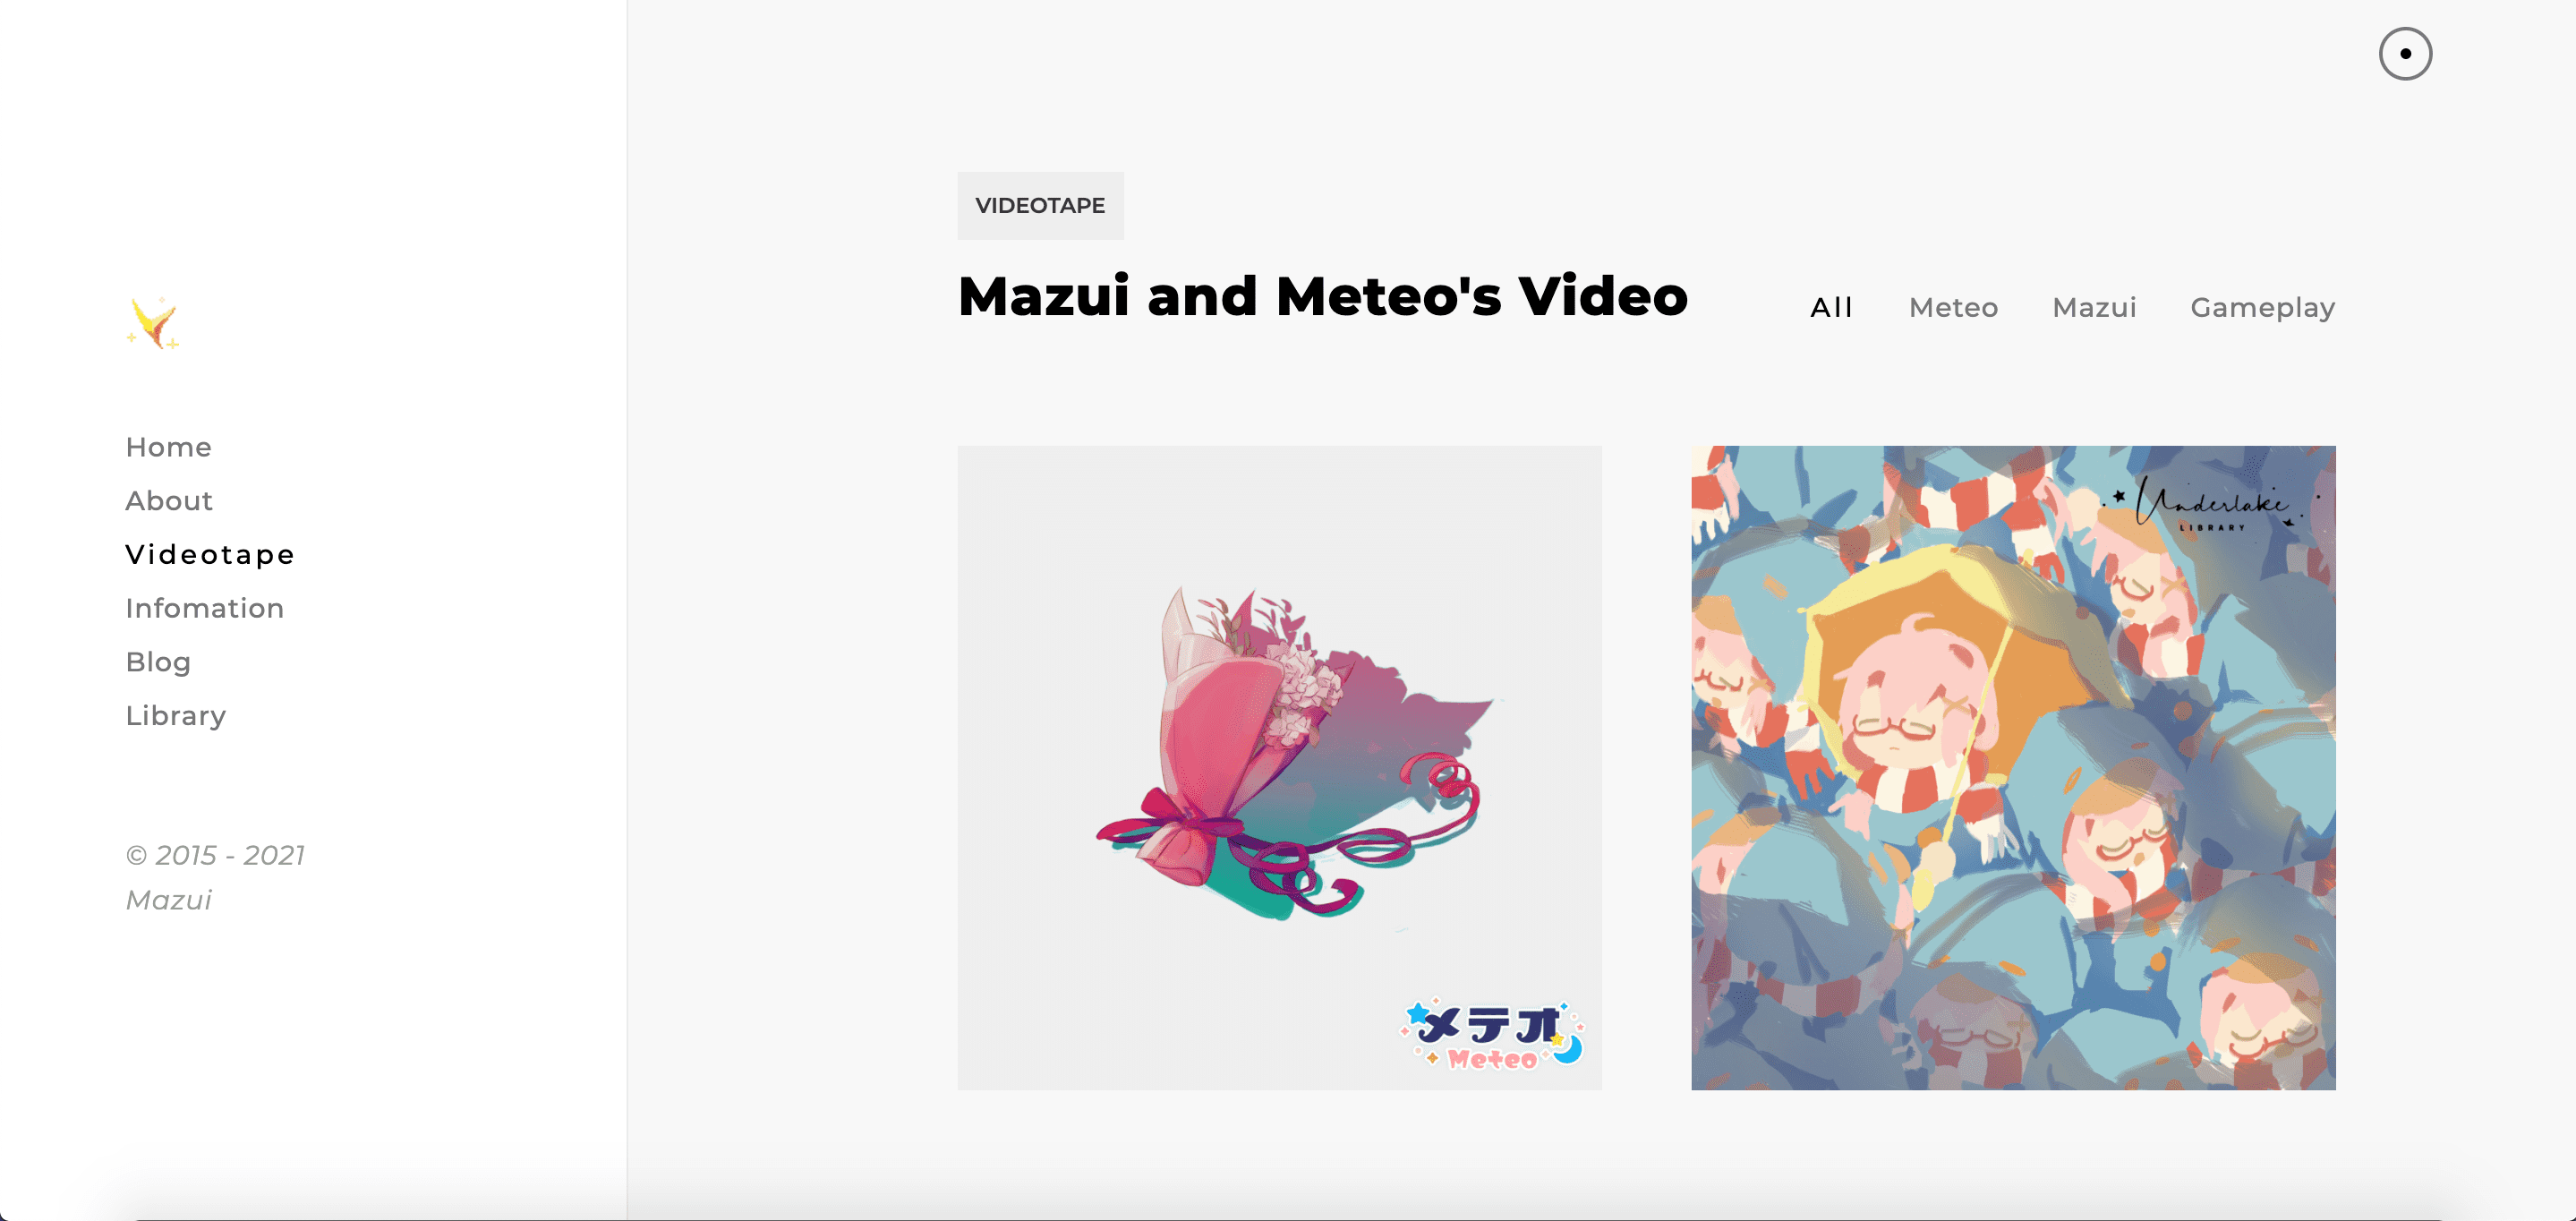 Home
About
Videotape
Infomation
Blog
Library
© 2015 - 2021
Mazui
VIDEOTAPE
Mazui and Meteo's Video
All Meteo Mazui Gameplay
メテオ
Meteo
Underlake
LIBRARY